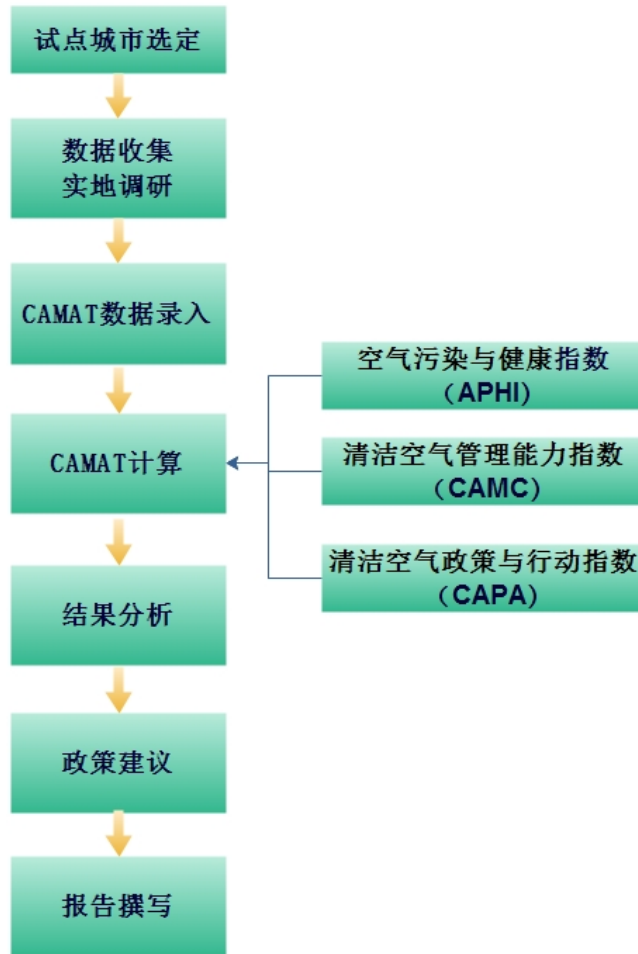 试点城市选定
数据收集
实地调研
CAMAT数据录入
CAMAT计算
空气污染与健康指数
（APHI）
清洁空气管理能力指数
（CAMC）
清洁空气政策与行动指数
（CAPA）
结果分析
政策建议
报告撰写